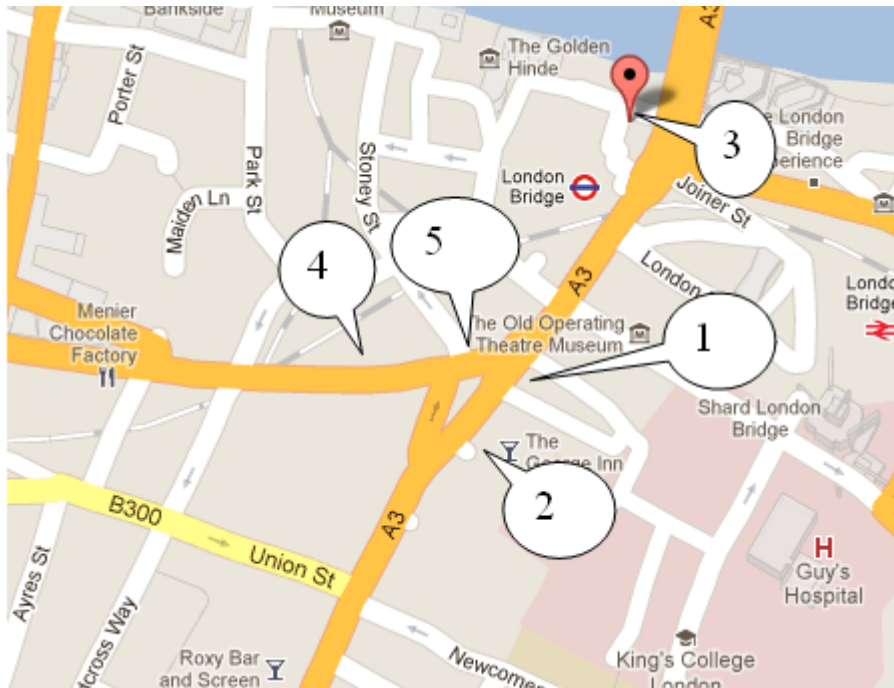 Bankside
Museum
A3
The Golden
Hinde
Porter St
Park St
Stoney St
3
London
Bridge
Experience
London
Bridge
Maiden Ln
Joiner St
4
5
A3
London
London
Bridge
Menier
Chocolate
Factory
The Old Operating
Theatre Museum
1
Shard London
Bridge
The
George Inn
2
B300
Union St
A3
H
Guy's
Hospital
Ayres St
Roxy Bar
and Screen
Newcomen
King's College
London